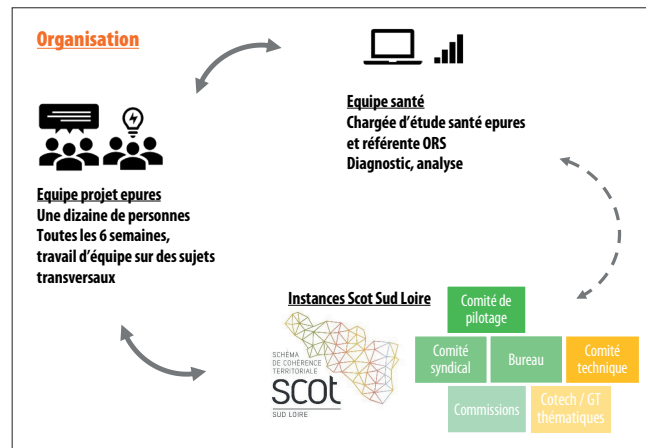 Organisation
Equipe santé
Chargée d'étude santé epures
et référente ORS
Diagnostic, analyse
Equipe projet epures
Une dizaine de personnes
Toutes les 6 semaines,
travail d'équipe sur des sujets
transversaux
Instances Scot Sud Loire
SCHÉMA
DE COHÉRENCE
TERRITORIALE
SCOT
SUD LOIRE
Comité de
pilotage
Comité
syndical
Bureau
Comité
technique
Commissions
Cotech / GT
thématiques